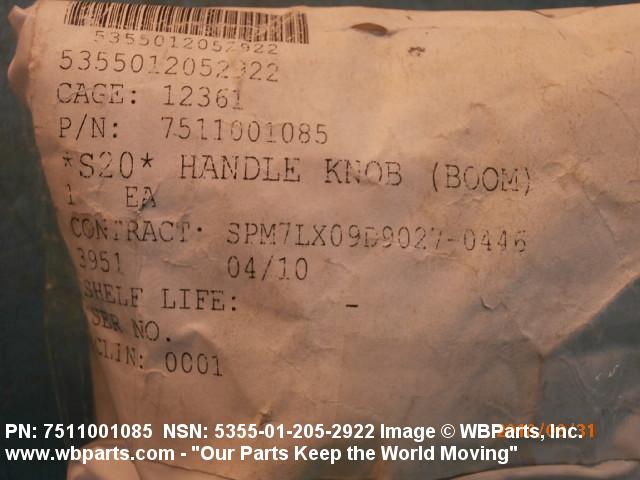 5355012052922
5355012052922
CAGE: 12361
P/N: 7511001085
*S20* HANDLE KNOB (BOOM)
1 EA
CONTRACT: SPM7LX09D9027-0446
3951 04/10
SHELF LIFE: -
SER NO.
CLIN: 0001
PN: 7511001085 NSN: 5355-01-205-2922 Image © WBParts, Inc.
www.wbparts.com - "Our Parts Keep the World Moving"